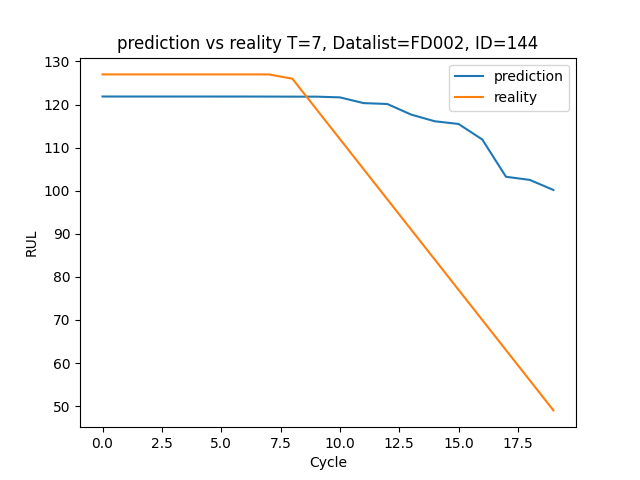 prediction vs reality T=7, Datalist=FD002, ID=144
prediction
reality
RUL
130
120
110
100
90
80
70
60
50
0.0 2.5 5.0 7.5 10.0 12.5 15.0 17.5
Cycle